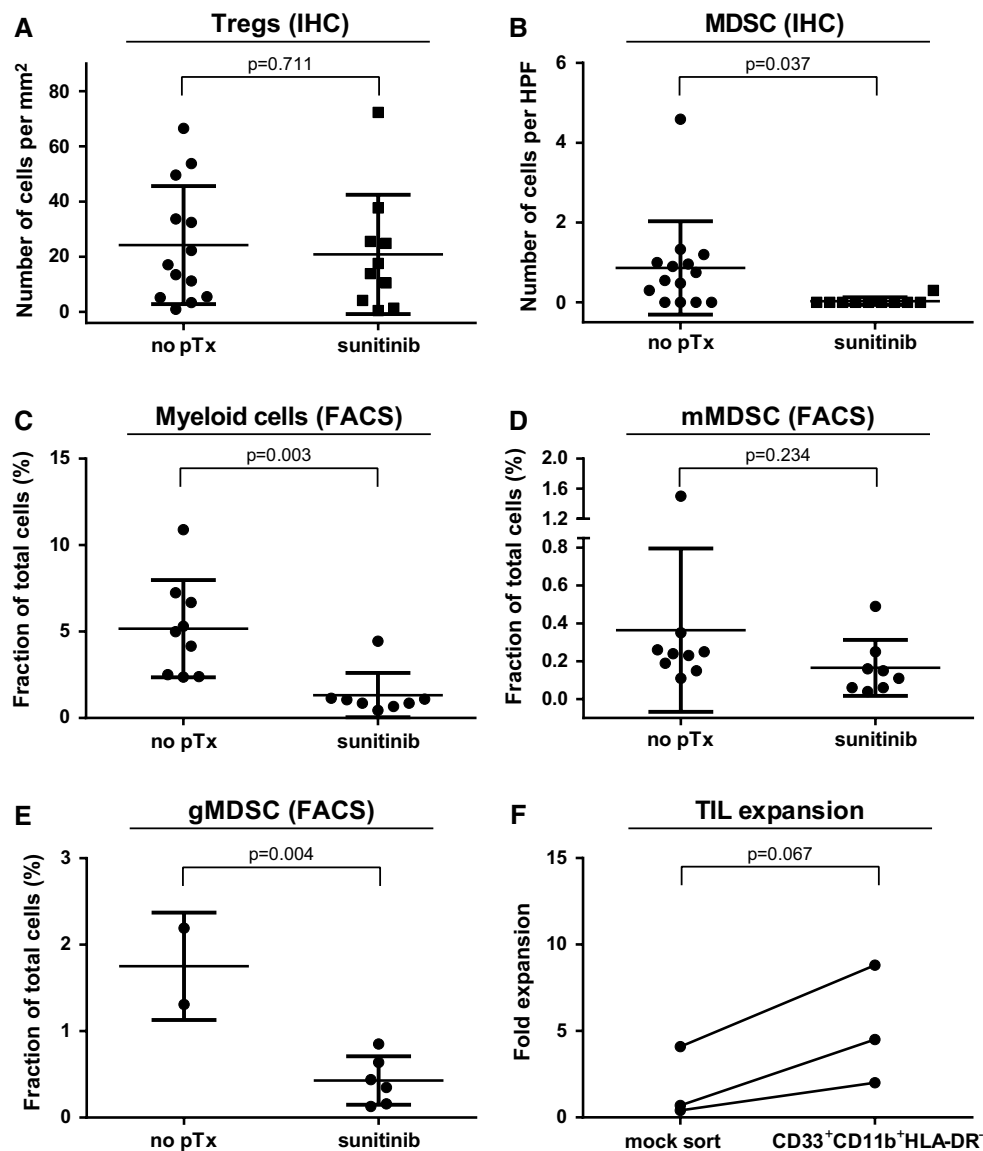 A
Tregs (IHC)
p=0.711
Number of cells per mm²
80
60
40
20
0
no pTx
sunitinib
B
MDSC (IHC)
p=0.037
Number of cells per HPF
6
4
2
0
no pTx
sunitinib
C
Myeloid cells (FACS)
p=0.003
Fraction of total cells (%)
15
10
5
0
no pTx
sunitinib
D
mMDSC (FACS)
p=0.234
Fraction of total cells (%)
2.0
1.6
1.2
0.8
0.6
0.4
0.2
0.0
no pTx
sunitinib
E
gMDSC (FACS)
p=0.004
Fraction of total cells (%)
3
2
1
0
no pTx
sunitinib
F
TIL expansion
p=0.067
Fold expansion
15
10
5
0
mock sort
CD33⁺CD11b⁺HLA-DR⁻